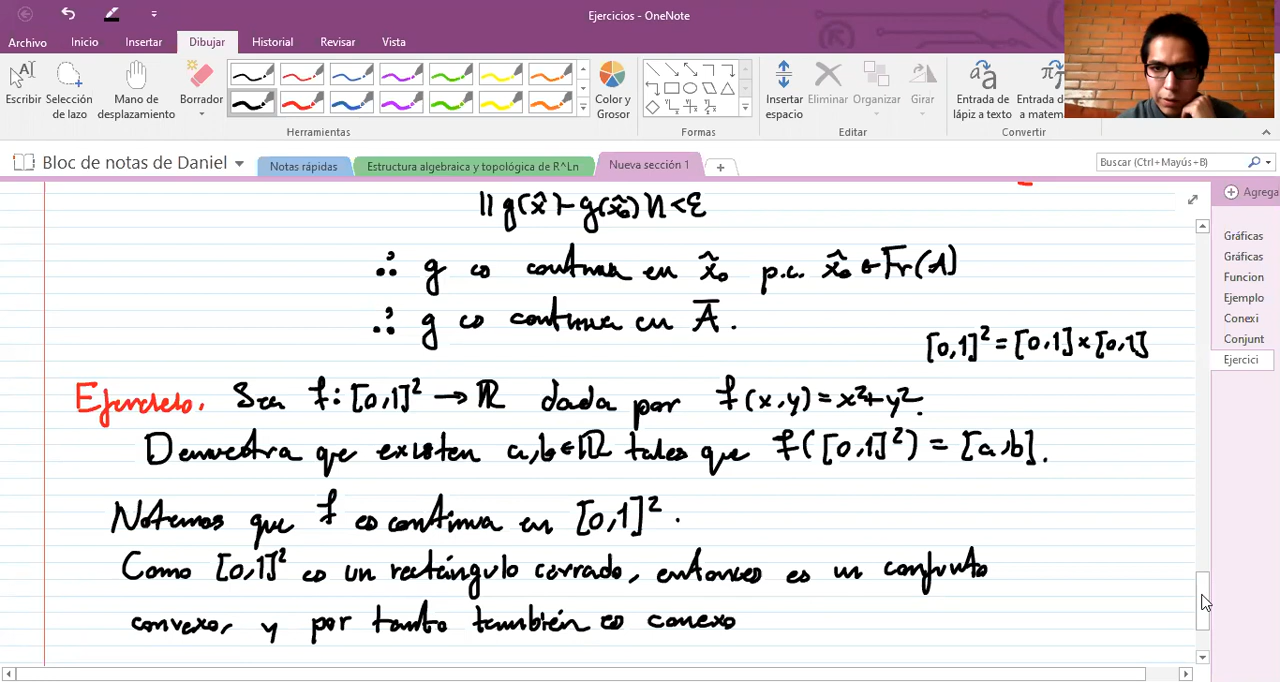 Ejercicios - OneNote
Archivo Inicio Insertar Dibujar Historial Revisar Vista
Escribir Selección de lazo Mano de desplazamiento Borrador
Color y Grosor
Insertar espacio Eliminar Organizar Girar
Entrada de lápiz a texto Entrada de a matem
Herramientas Formas Editar Convertir
Bloc de notas de Daniel Notas rápidas Estructura algebraica y topológica de R^Ln Nueva sección 1 Buscar (Ctrl+Mayús+B)
Agrega
Gráficas
Gráficas
Funcion
Ejemplo
Conexi
Conjunt
Ejercici
||g(x̂)-g(x̂₀)||<ε
∴ g es continua en x̂₀ p.c. x̂₀ ∈ Fr(A)
∴ g es continua en Ā.
[0,1]² = [0,1]×[0,1]
Ejercicio. Sea f:[0,1]² → ℝ dada por f(x,y)=x²+y².
Demuestra que existen a,b∈ℝ tales que f([0,1]²) = [a,b].
Notemos que f es continua en [0,1]².
Como [0,1]² es un rectángulo cerrado, entonces es un conjunto
convexo, y por tanto también es conexo